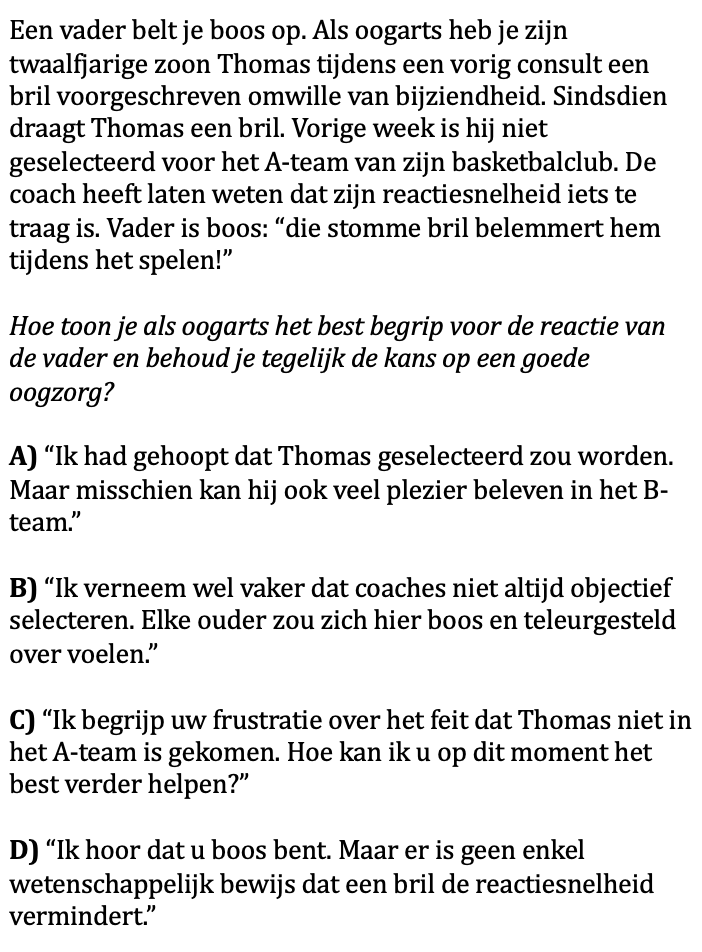 Een vader belt je boos op. Als oogarts heb je zijn
twaalfjarige zoon Thomas tijdens een vorig consult een
bril voorgeschreven omwille van bijziendheid. Sindsdien
draagt Thomas een bril. Vorige week is hij niet
geselecteerd voor het A-team van zijn basketbalclub. De
coach heeft laten weten dat zijn reactiesnelheid iets te
traag is. Vader is boos: “die stomme bril belemmert hem
tijdens het spelen!”
Hoe toon je als oogarts het best begrip voor de reactie van
de vader en behoud je tegelijk de kans op een goede
oogzorg?
A) “Ik had gehoopt dat Thomas geselecteerd zou worden.
Maar misschien kan hij ook veel plezier beleven in het B-
team.”
B) “Ik verneem wel vaker dat coaches niet altijd objectief
selecteren. Elke ouder zou zich hier boos en teleurgesteld
over voelen.”
C) “Ik begrijp uw frustratie over het feit dat Thomas niet in
het A-team is gekomen. Hoe kan ik u op dit moment het
best verder helpen?”
D) “Ik hoor dat u boos bent. Maar er is geen enkel
wetenschappelijk bewijs dat een bril de reactiesnelheid
vermindert.”